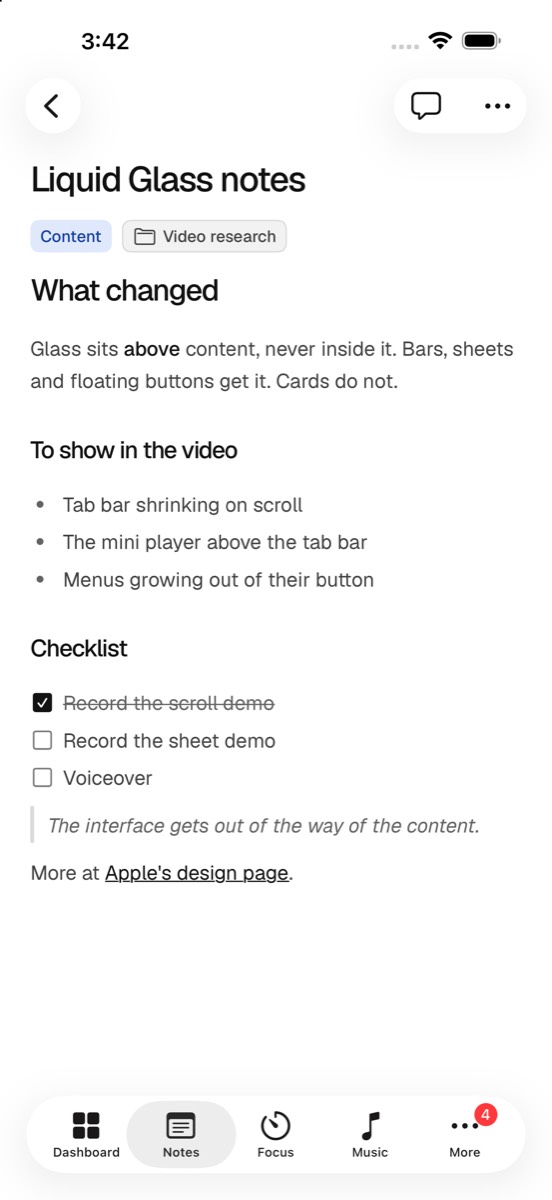 3:42
Liquid Glass notes
Content
Video research
What changed
Glass sits above content, never inside it. Bars, sheets
and floating buttons get it. Cards do not.
To show in the video
Tab bar shrinking on scroll
The mini player above the tab bar
Menus growing out of their button
Checklist
Record the scroll demo
Record the sheet demo
Voiceover
The interface gets out of the way of the content.
More at Apple's design page.
4
Dashboard
Notes
Focus
Music
More